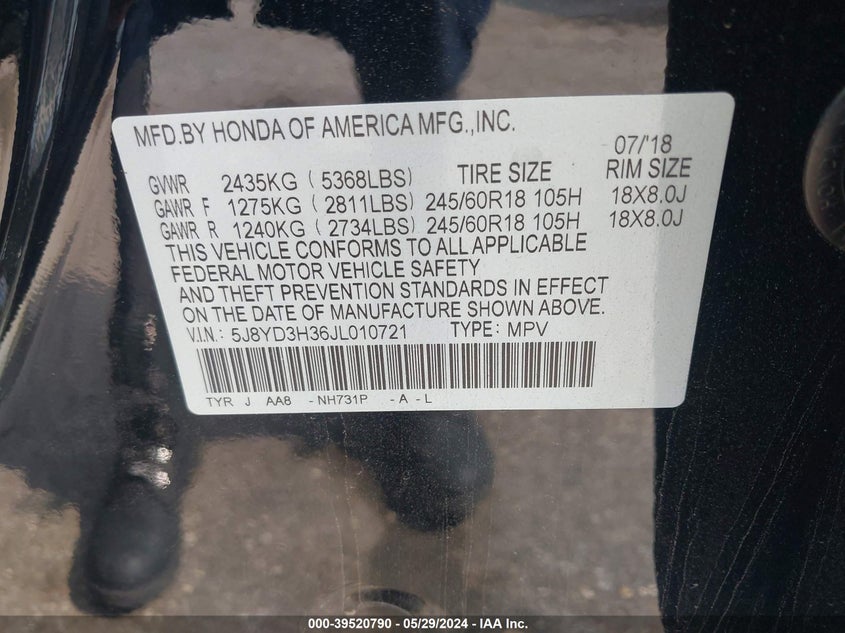 MFD.BY HONDA OF AMERICA MFG.,INC.
07/'18
GVWR 2435KG ( 5368LBS) TIRE SIZE RIM SIZE
GAWR F 1275KG ( 2811LBS) 245/60R18 105H 18X8.0J
GAWR R 1240KG ( 2734LBS) 245/60R18 105H 18X8.0J
THIS VEHICLE CONFORMS TO ALL APPLICABLE
FEDERAL MOTOR VEHICLE SAFETY
AND THEFT PREVENTION STANDARDS IN EFFECT
ON THE DATE OF MANUFACTURE SHOWN ABOVE.
V.I.N.: 5J8YD3H36JL010721 TYPE: MPV
TYR J AA8 -NH731P -A-L
000-39520790 - 05/29/2024 - IAA Inc.